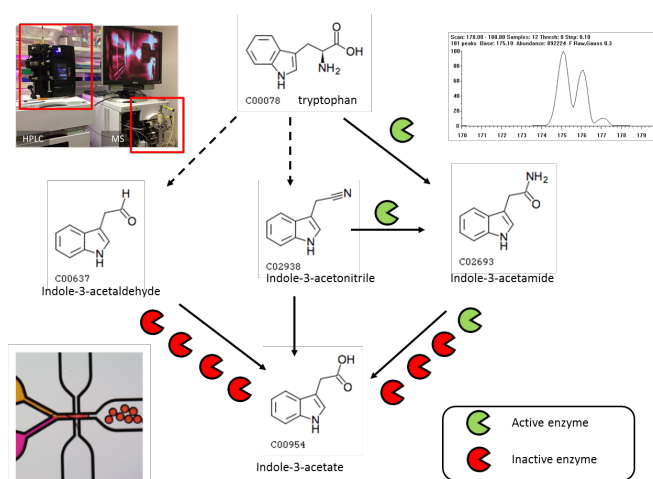 Scan: 170.00 - 180.00 Samples: 12 Thresh: 0 Step: 0.10
101 peaks Base: 175.10 Abundance: 892224 F Raw,Gauss 0.3
100
80
60
40
20
0
170 171 172 173 174 175 176 177 178 179
O
OH
NH2
N
H
C00078 tryptophan
HPLC MS
H
O
N
H
C00637
Indole-3-acetaldehyde
N
N
H
C02938
Indole-3-acetonitrile
NH2
O
N
H
C02693
Indole-3-acetamide
OH
O
N
H
C00954
Indole-3-acetate
Active enzyme
Inactive enzyme